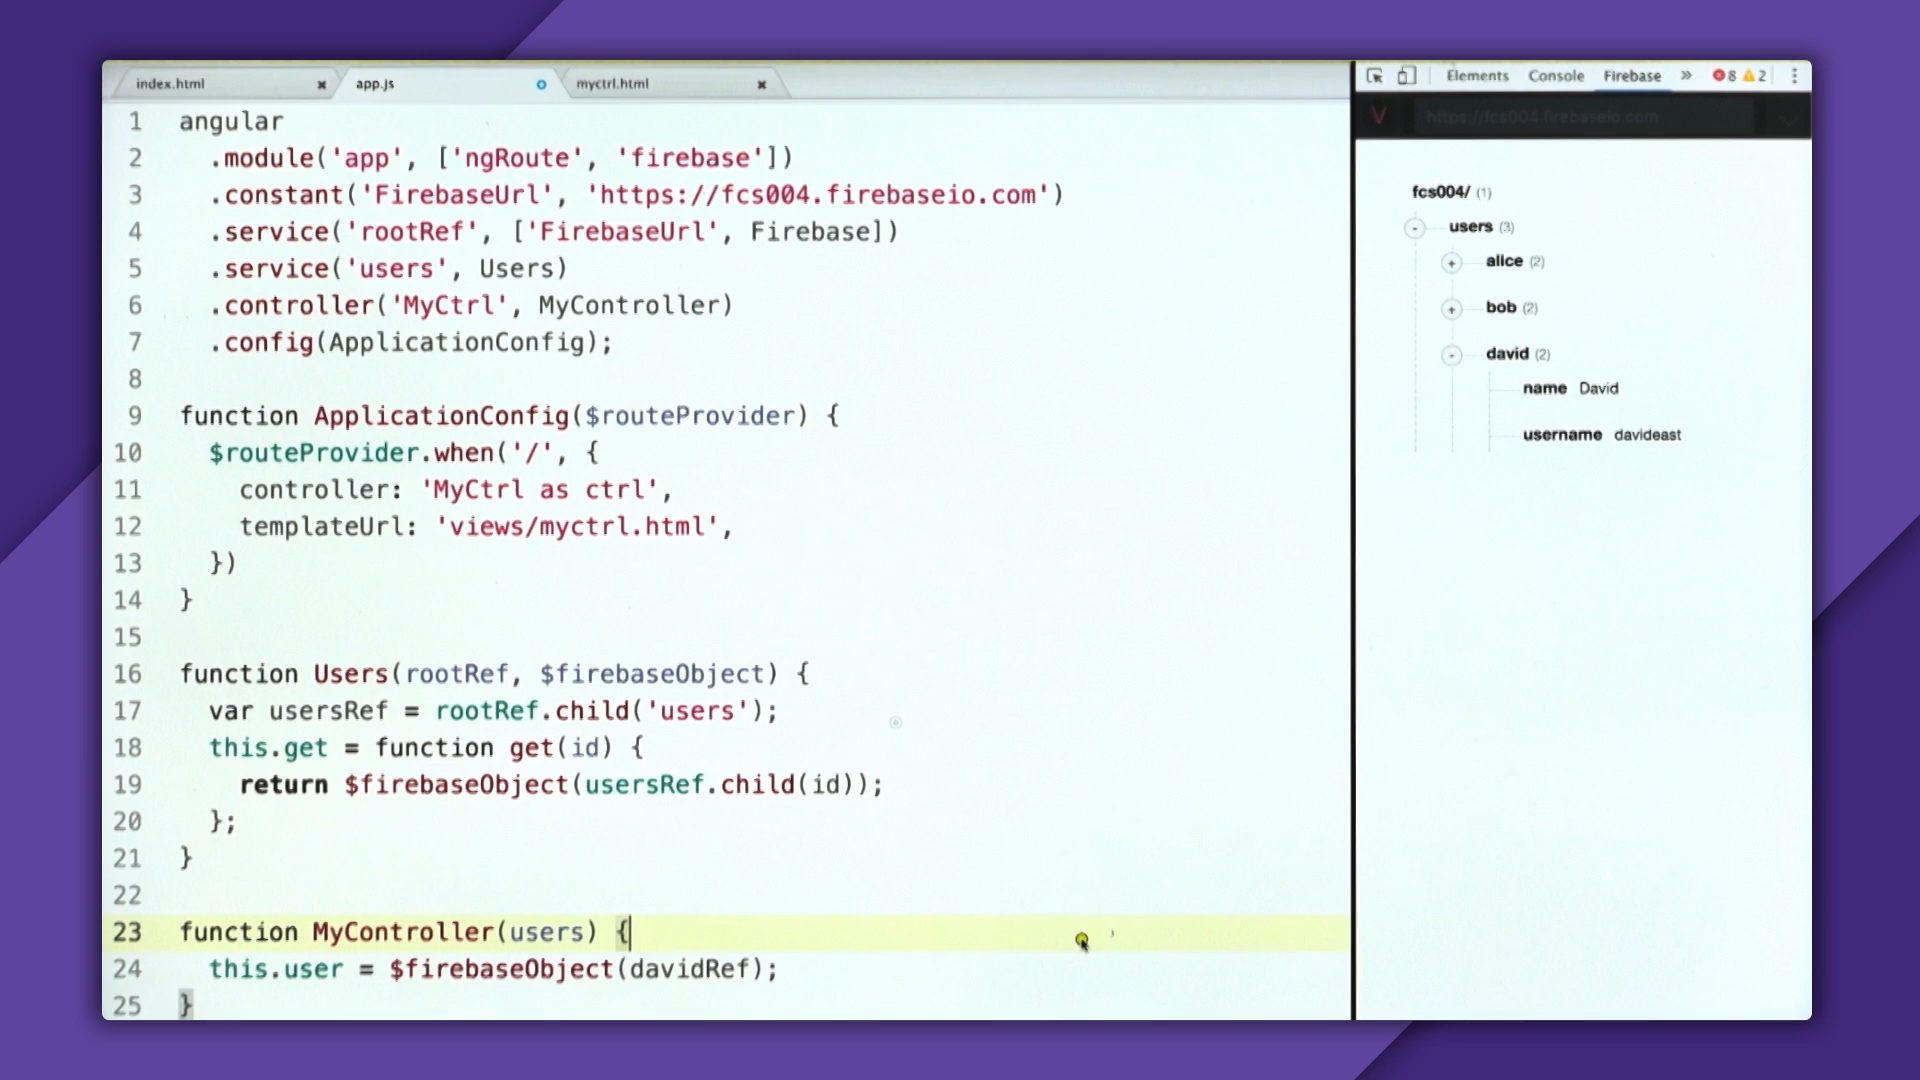 index.html
app.js
myctrl.html
1 angular
2 .module('app', ['ngRoute', 'firebase'])
3 .constant('FirebaseUrl', 'https://fcs004.firebaseio.com')
4 .service('rootRef', ['FirebaseUrl', Firebase])
5 .service('users', Users)
6 .controller('MyCtrl', MyController)
7 .config(ApplicationConfig);
8
9 function ApplicationConfig($routeProvider) {
10 $routeProvider.when('/', {
11 controller: 'MyCtrl as ctrl',
12 templateUrl: 'views/myctrl.html',
13 })
14 }
15
16 function Users(rootRef, $firebaseObject) {
17 var usersRef = rootRef.child('users');
18 this.get = function get(id) {
19 return $firebaseObject(usersRef.child(id));
20 };
21 }
22
23 function MyController(users) {
24 this.user = $firebaseObject(davidRef);
25 }
Elements Console Firebase » 8 2
https://fcs004.firebaseio.com
fcs004/ (1)
users (3)
alice (2)
bob (2)
david (2)
name David
username davideast